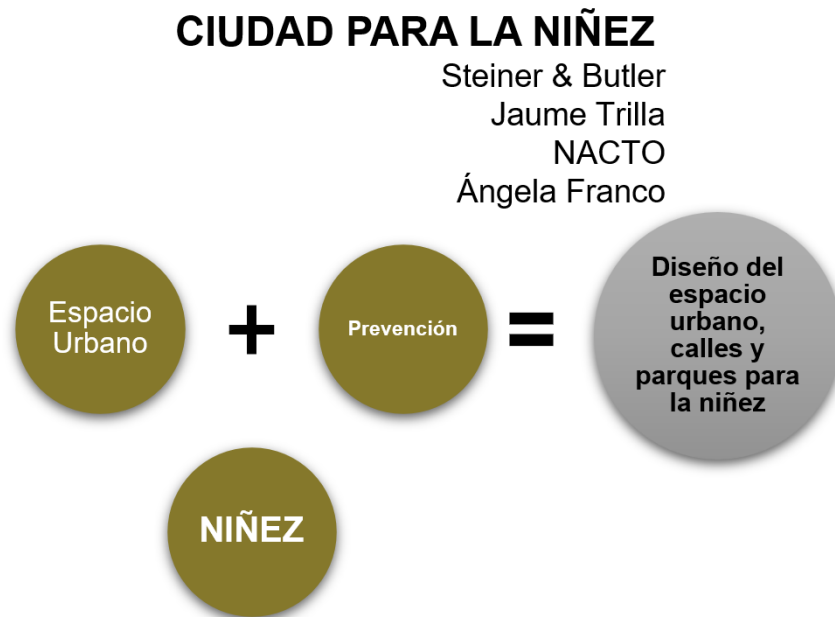 CIUDAD PARA LA NIÑEZ
Steiner & Butler
Jaume Trilla
NACTO
Ángela Franco
Espacio
Urbano
+
Prevención
=
Diseño del
espacio
urbano,
calles y
parques para
la niñez
NIÑEZ